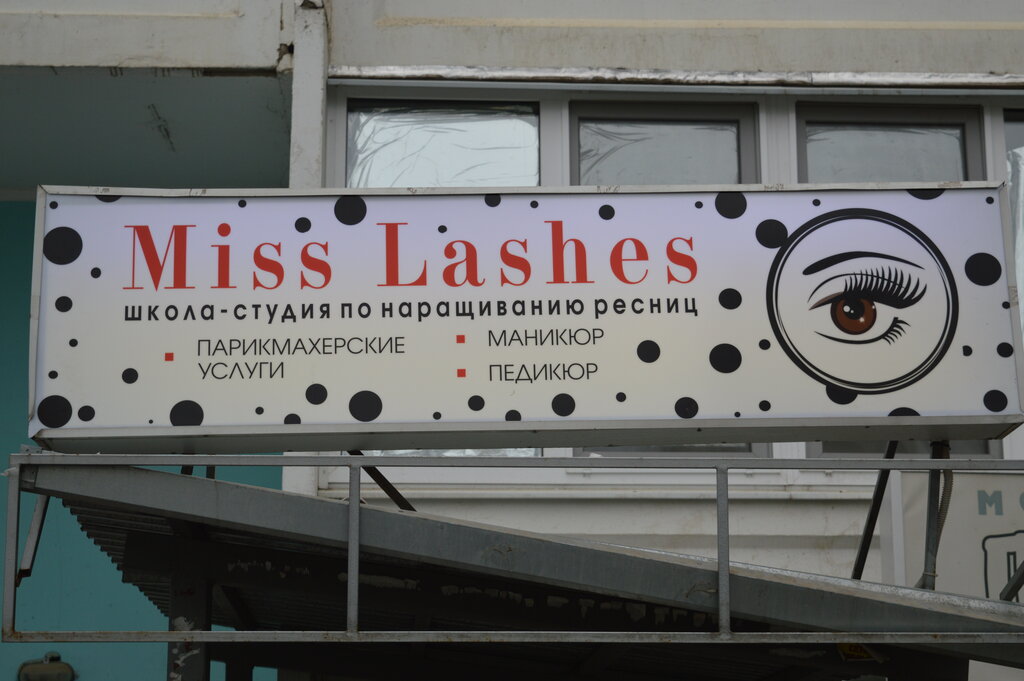 Miss Lashes
школа-студия по наращиванию ресниц
ПАРИКМАХЕРСКИЕ
УСЛУГИ
МАНИКЮР
ПЕДИКЮР